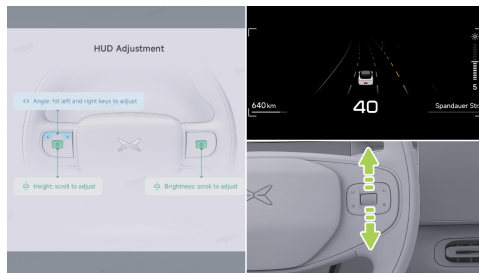 HUD Adjustment
Angle: hit left and right keys to adjust
Height: scroll to adjust
Brightness: scroll to adjust
5
640 km
40
Spandauer Str.